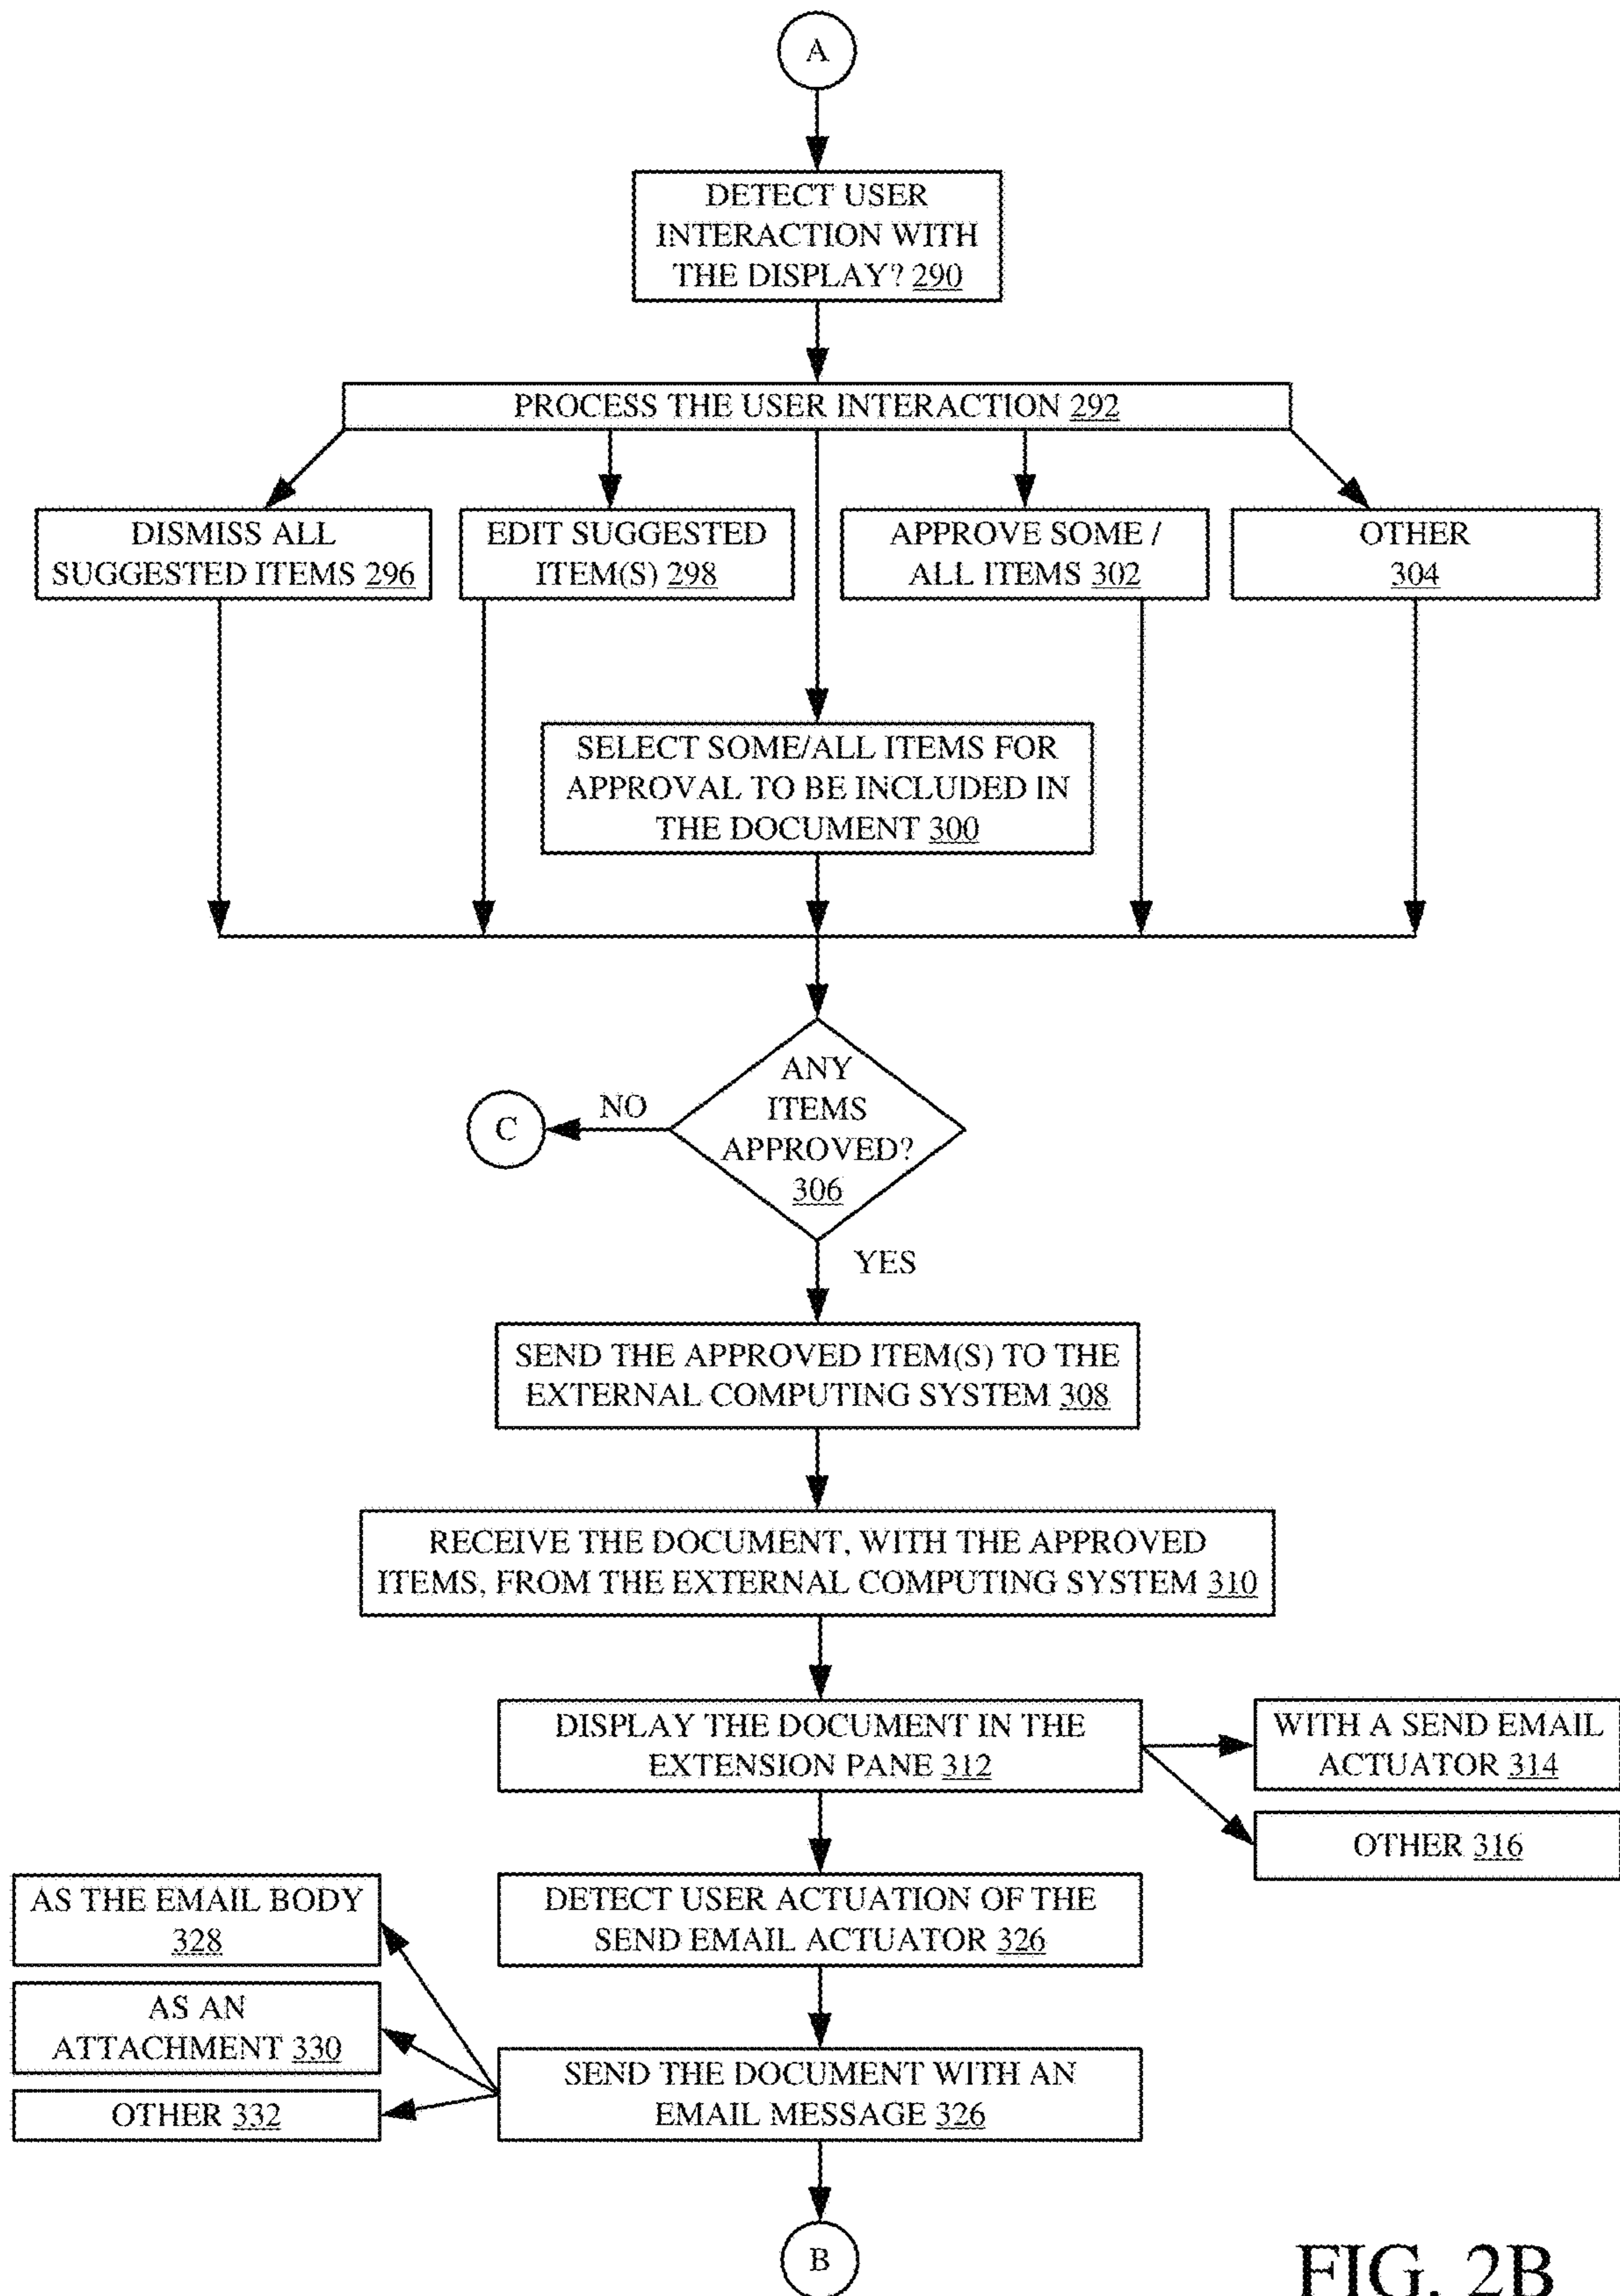 A
DETECT USER
INTERACTION WITH
THE DISPLAY? 290
PROCESS THE USER INTERACTION 292
DISMISS ALL
SUGGESTED ITEMS 296
EDIT SUGGESTED
ITEM(S) 298
APPROVE SOME /
ALL ITEMS 302
OTHER
304
SELECT SOME/ALL ITEMS FOR
APPROVAL TO BE INCLUDED IN
THE DOCUMENT 300
ANY
ITEMS
APPROVED?
306
NO
C
YES
SEND THE APPROVED ITEM(S) TO THE
EXTERNAL COMPUTING SYSTEM 308
RECEIVE THE DOCUMENT, WITH THE APPROVED
ITEMS, FROM THE EXTERNAL COMPUTING SYSTEM 310
DISPLAY THE DOCUMENT IN THE
EXTENSION PANE 312
WITH A SEND EMAIL
ACTUATOR 314
OTHER 316
DETECT USER ACTUATION OF THE
SEND EMAIL ACTUATOR 326
AS THE EMAIL BODY
328
AS AN
ATTACHMENT 330
OTHER 332
SEND THE DOCUMENT WITH AN
EMAIL MESSAGE 326
B
FIG. 2B